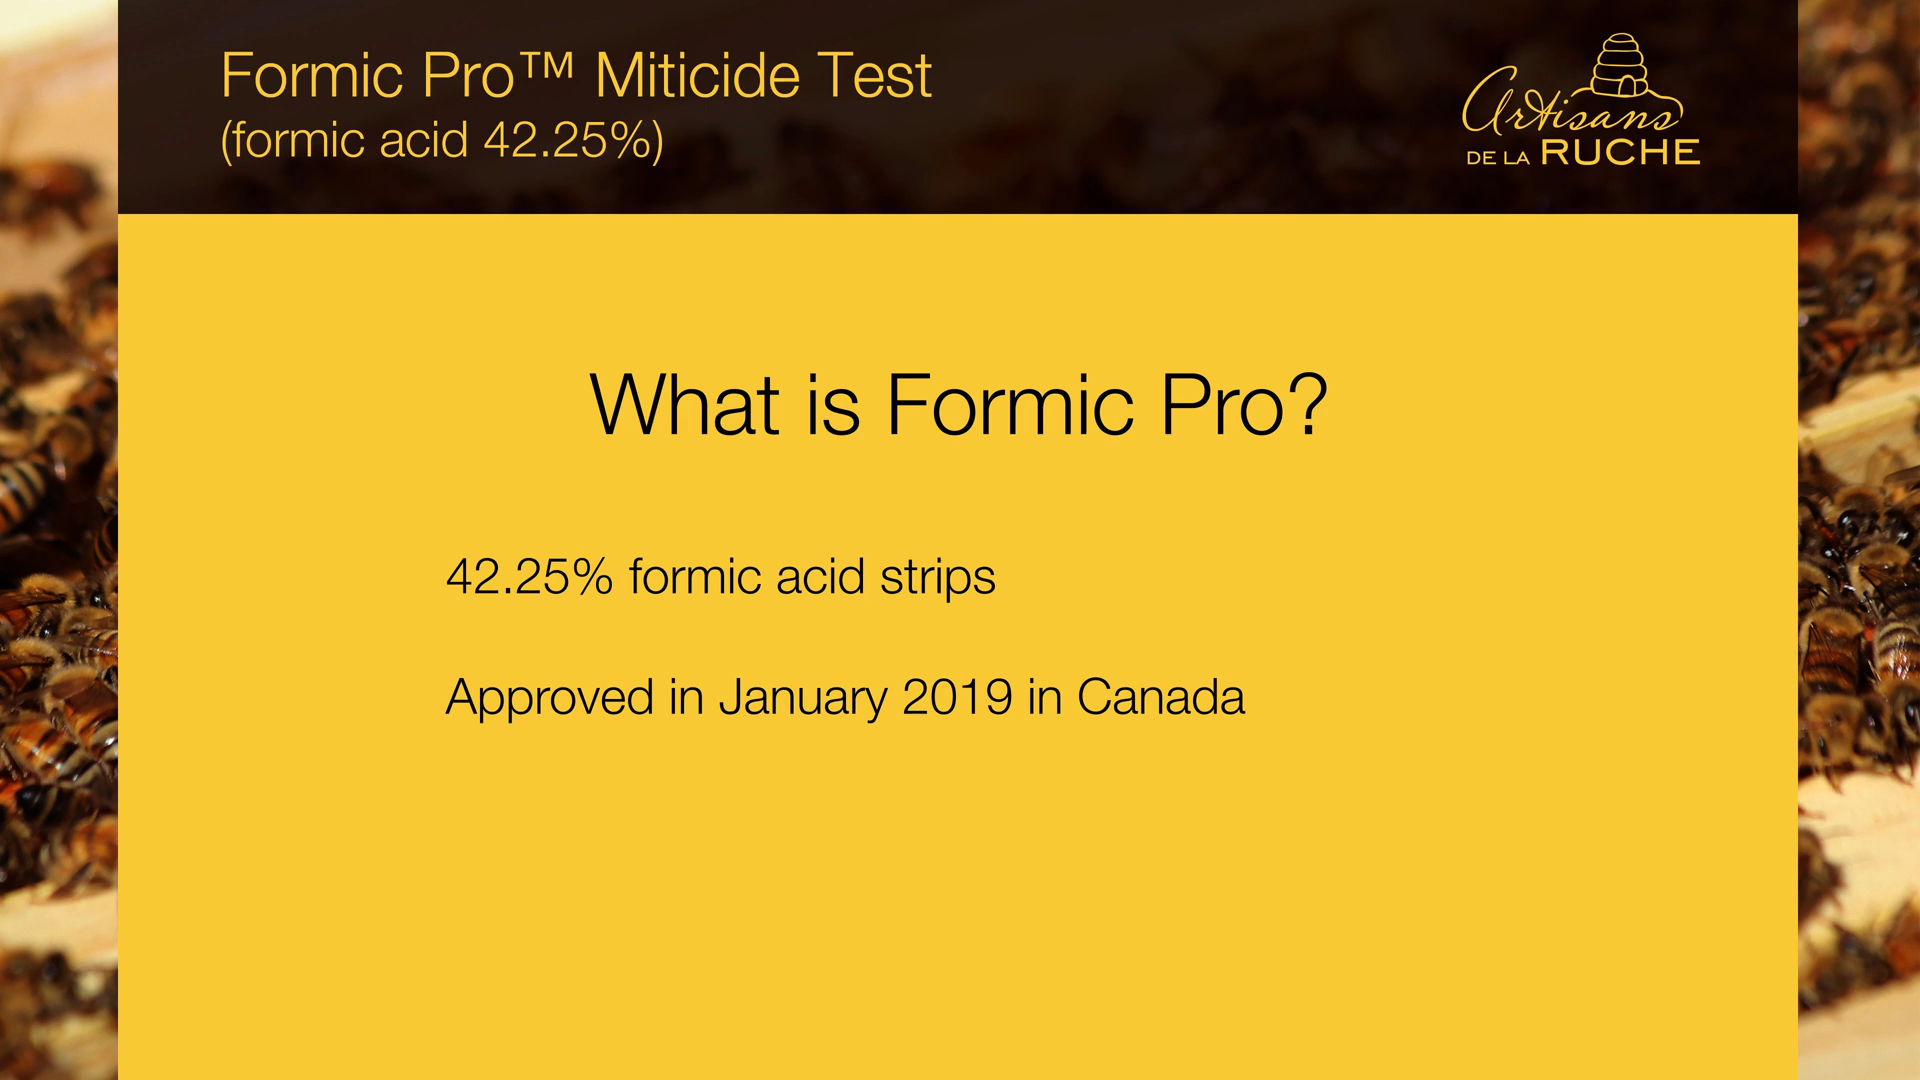 Formic Pro™ Miticide Test
(formic acid 42.25%)
Artisans
DE LA RUCHE
What is Formic Pro?
42.25% formic acid strips
Approved in January 2019 in Canada